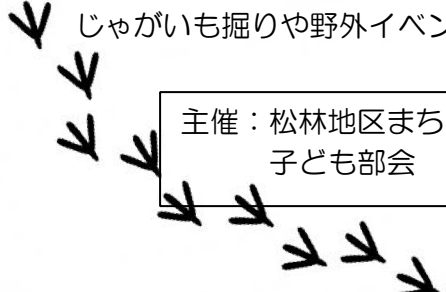 じゃがいも掘りや野外イベン
主催：松林地区まち
子ども部会